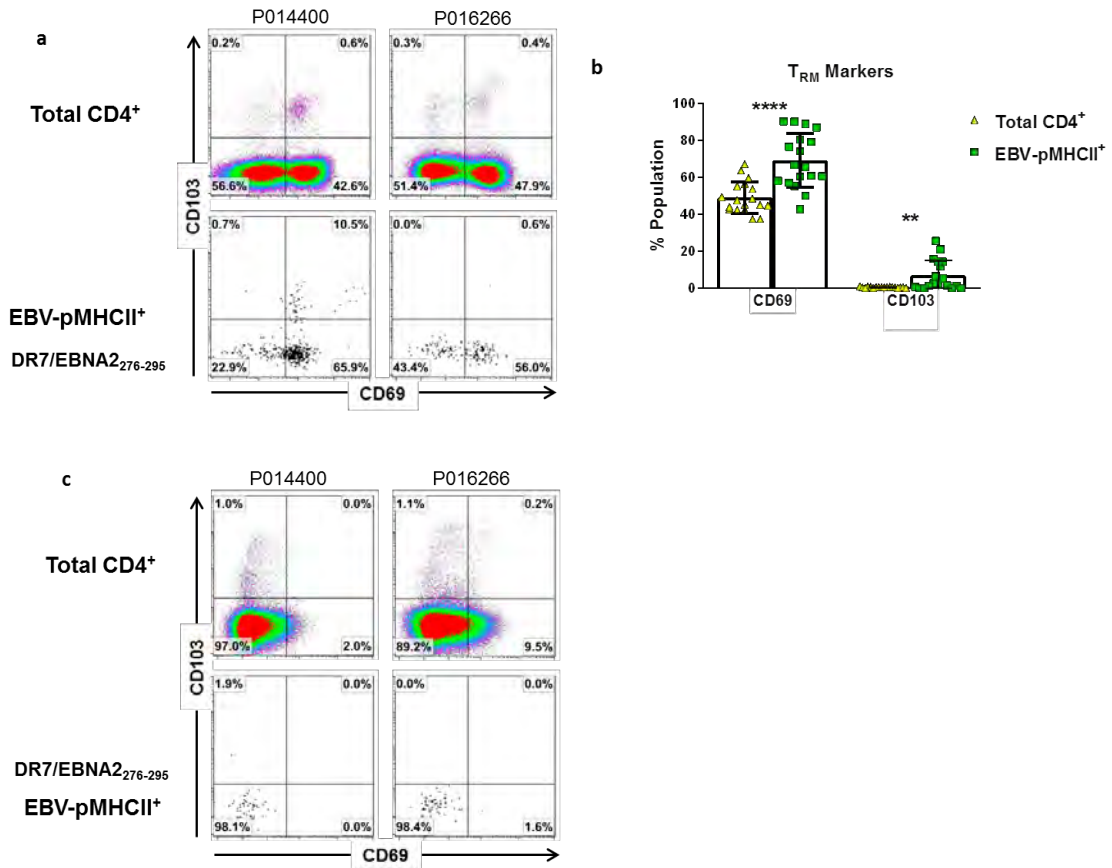 a
P014400
P016266
0.2%
0.6%
0.3%
0.4%
Total CD4+
56.6%
42.6%
51.4%
47.9%
CD103
0.7%
10.5%
0.0%
0.6%
EBV-pMHCII+
DR7/EBNA2276-295
22.9%
65.9%
43.4%
56.0%
CD69
b
TRM Markers
% Population
100
80
60
40
20
0
****
**
CD69
CD103
Total CD4+
EBV-pMHCII+
c
P014400
P016266
1.0%
0.0%
1.1%
0.2%
Total CD4+
97.0%
2.0%
89.2%
9.5%
CD103
1.9%
0.0%
0.0%
0.0%
DR7/EBNA2276-295
EBV-pMHCII+
98.1%
0.0%
98.4%
1.6%
CD69